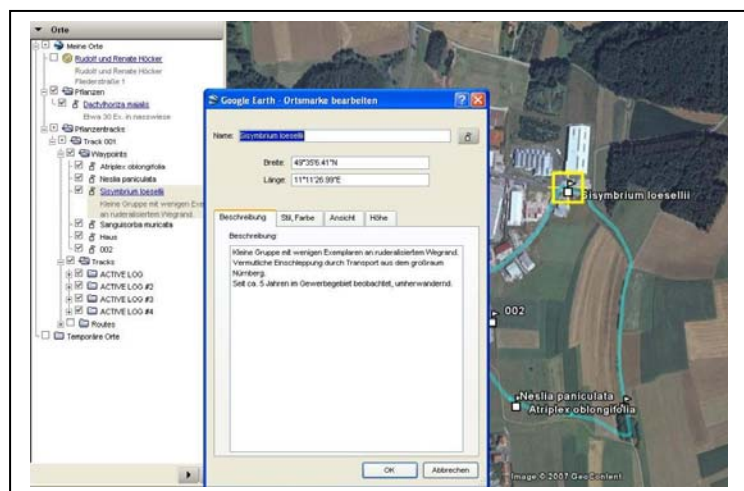 Orte
Meine Orte
Rudolf und Renate Höcker
Rudolf und Renate Höcker
Fliederstraße 1
Pflanzen
Dactylhoriza majalis
Etwa 30 Ex. in nasswiese
Pflanzentracks
Track 001
Waypoints
Atriplex oblongifolia
Neslia paniculata
Sisymbrium loeselii
Kleine Gruppe mit wenigen Exe
an ruderalisiertem Wegrand.
Sanguisorba muricata
Haus
002
Tracks
ACTIVE LOG
ACTIVE LOG #2
ACTIVE LOG #3
ACTIVE LOG #4
Routes
Temporäre Orte
Google Earth - Ortsmarke bearbeiten
Name: Sisymbrium loesellii
Breite: 49°35'6.41"N
Länge: 11°11'26.99"E
Beschreibung Stil, Farbe Ansicht Höhe
Beschreibung:
Kleine Gruppe mit wenigen Exemplaren an ruderalisiertem Wegrand.
Vermutliche Einschleppung durch Transport aus dem großraum
Nürnberg.
Seit ca. 5 Jahren im Gewerbegebiet beobachtet, umherwandernd.
OK Abbrechen
Sisymbrium loesellii
002
Neslia paniculata
Atriplex oblongifolia
Image © 2007 GeoContent